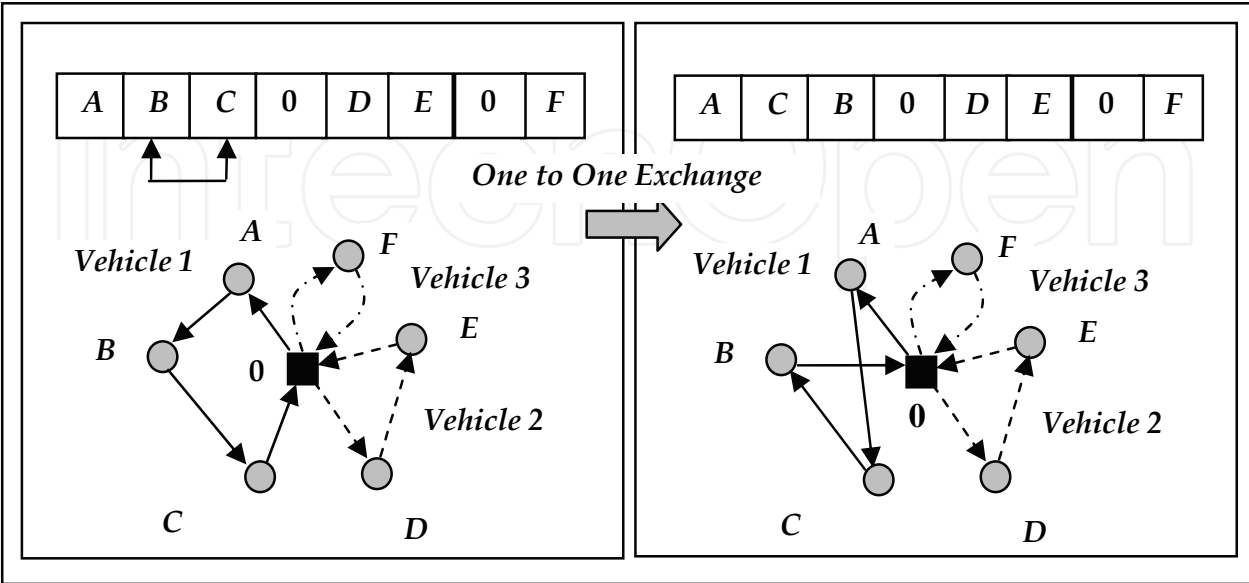 A B C 0 D E 0 F
A C B 0 D E 0 F
IntechOpen
One to One Exchange
A
F
Vehicle 1
Vehicle 3
B
E
0
Vehicle 2
C
D
A
F
Vehicle 1
Vehicle 3
B
E
0
Vehicle 2
C
D